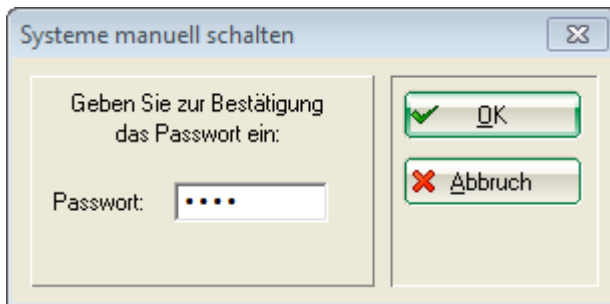 Systeme manuell schalten
Geben Sie zur Bestätigung
das Passwort ein:
Passwort: ••••
OK
Abbruch